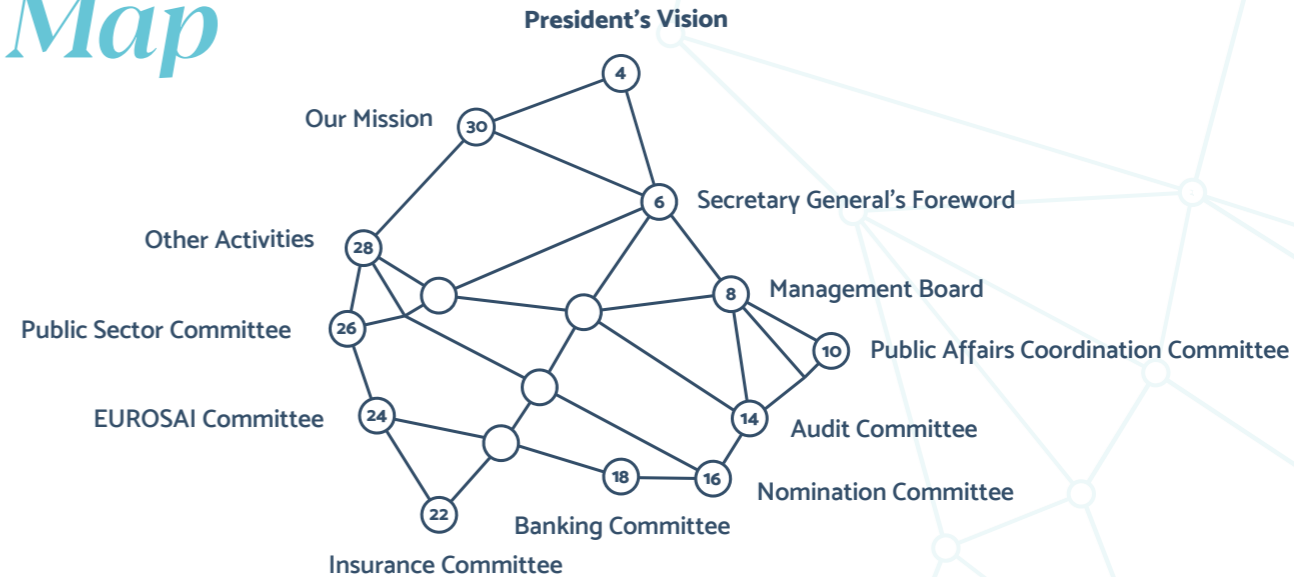 Map
President's Vision
4
Our Mission
30
6
Secretary General's Foreword
Other Activities
28
8
Management Board
Public Sector Committee
26
10
Public Affairs Coordination Committee
EUROSAI Committee
24
14
Audit Committee
18
16
Nomination Committee
22
Banking Committee
Insurance Committee